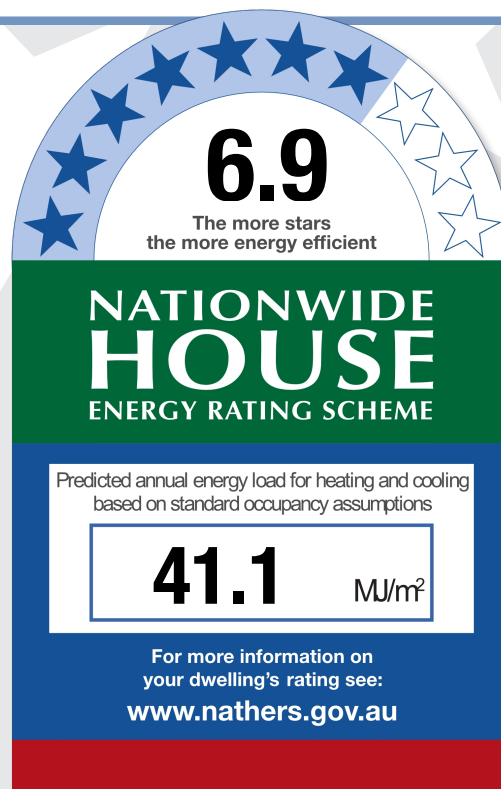 6.9
The more stars
the more energy efficient
NATIONWIDE
HOUSE
ENERGY RATING SCHEME
Predicted annual energy load for heating and cooling
based on standard occupancy assumptions
41.1 MJ/m²
For more information on
your dwelling's rating see:
www.nathers.gov.au